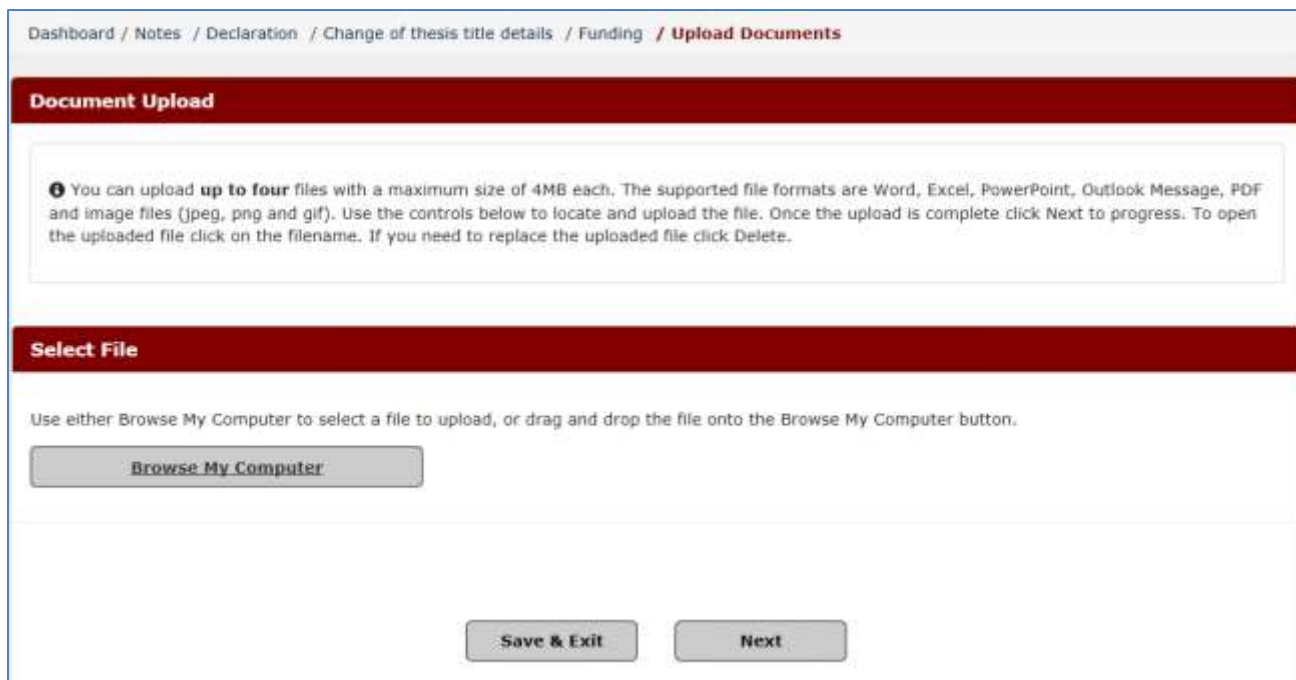 Dashboard / Notes / Declaration / Change of thesis title details / Funding / Upload Documents
Document Upload
You can upload up to four files with a maximum size of 4MB each. The supported file formats are Word, Excel, PowerPoint, Outlook Message, PDF
and image files (jpeg, png and gif). Use the controls below to locate and upload the file. Once the upload is complete click Next to progress. To open
the uploaded file click on the filename. If you need to replace the uploaded file click Delete.
Select File
Use either Browse My Computer to select a file to upload, or drag and drop the file onto the Browse My Computer button.
Browse My Computer
Save & Exit
Next